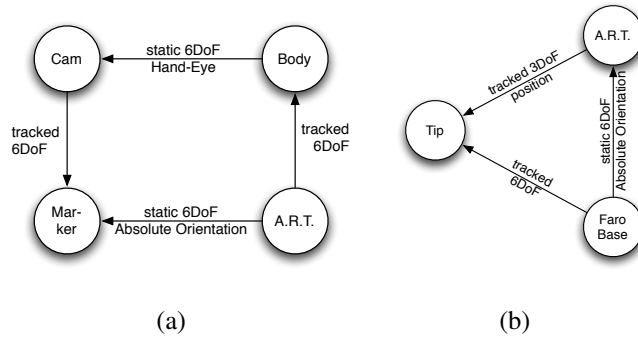 Cam
static 6DoF
Hand-Eye
Body
tracked
6DoF
tracked
6DoF
Mar-
ker
static 6DoF
Absolute Orientation
A.R.T.
(a)
A.R.T.
tracked 3DoF
position
Tip
static 6DoF
Absolute Orientation
tracked
6DoF
Faro
Base
(b)